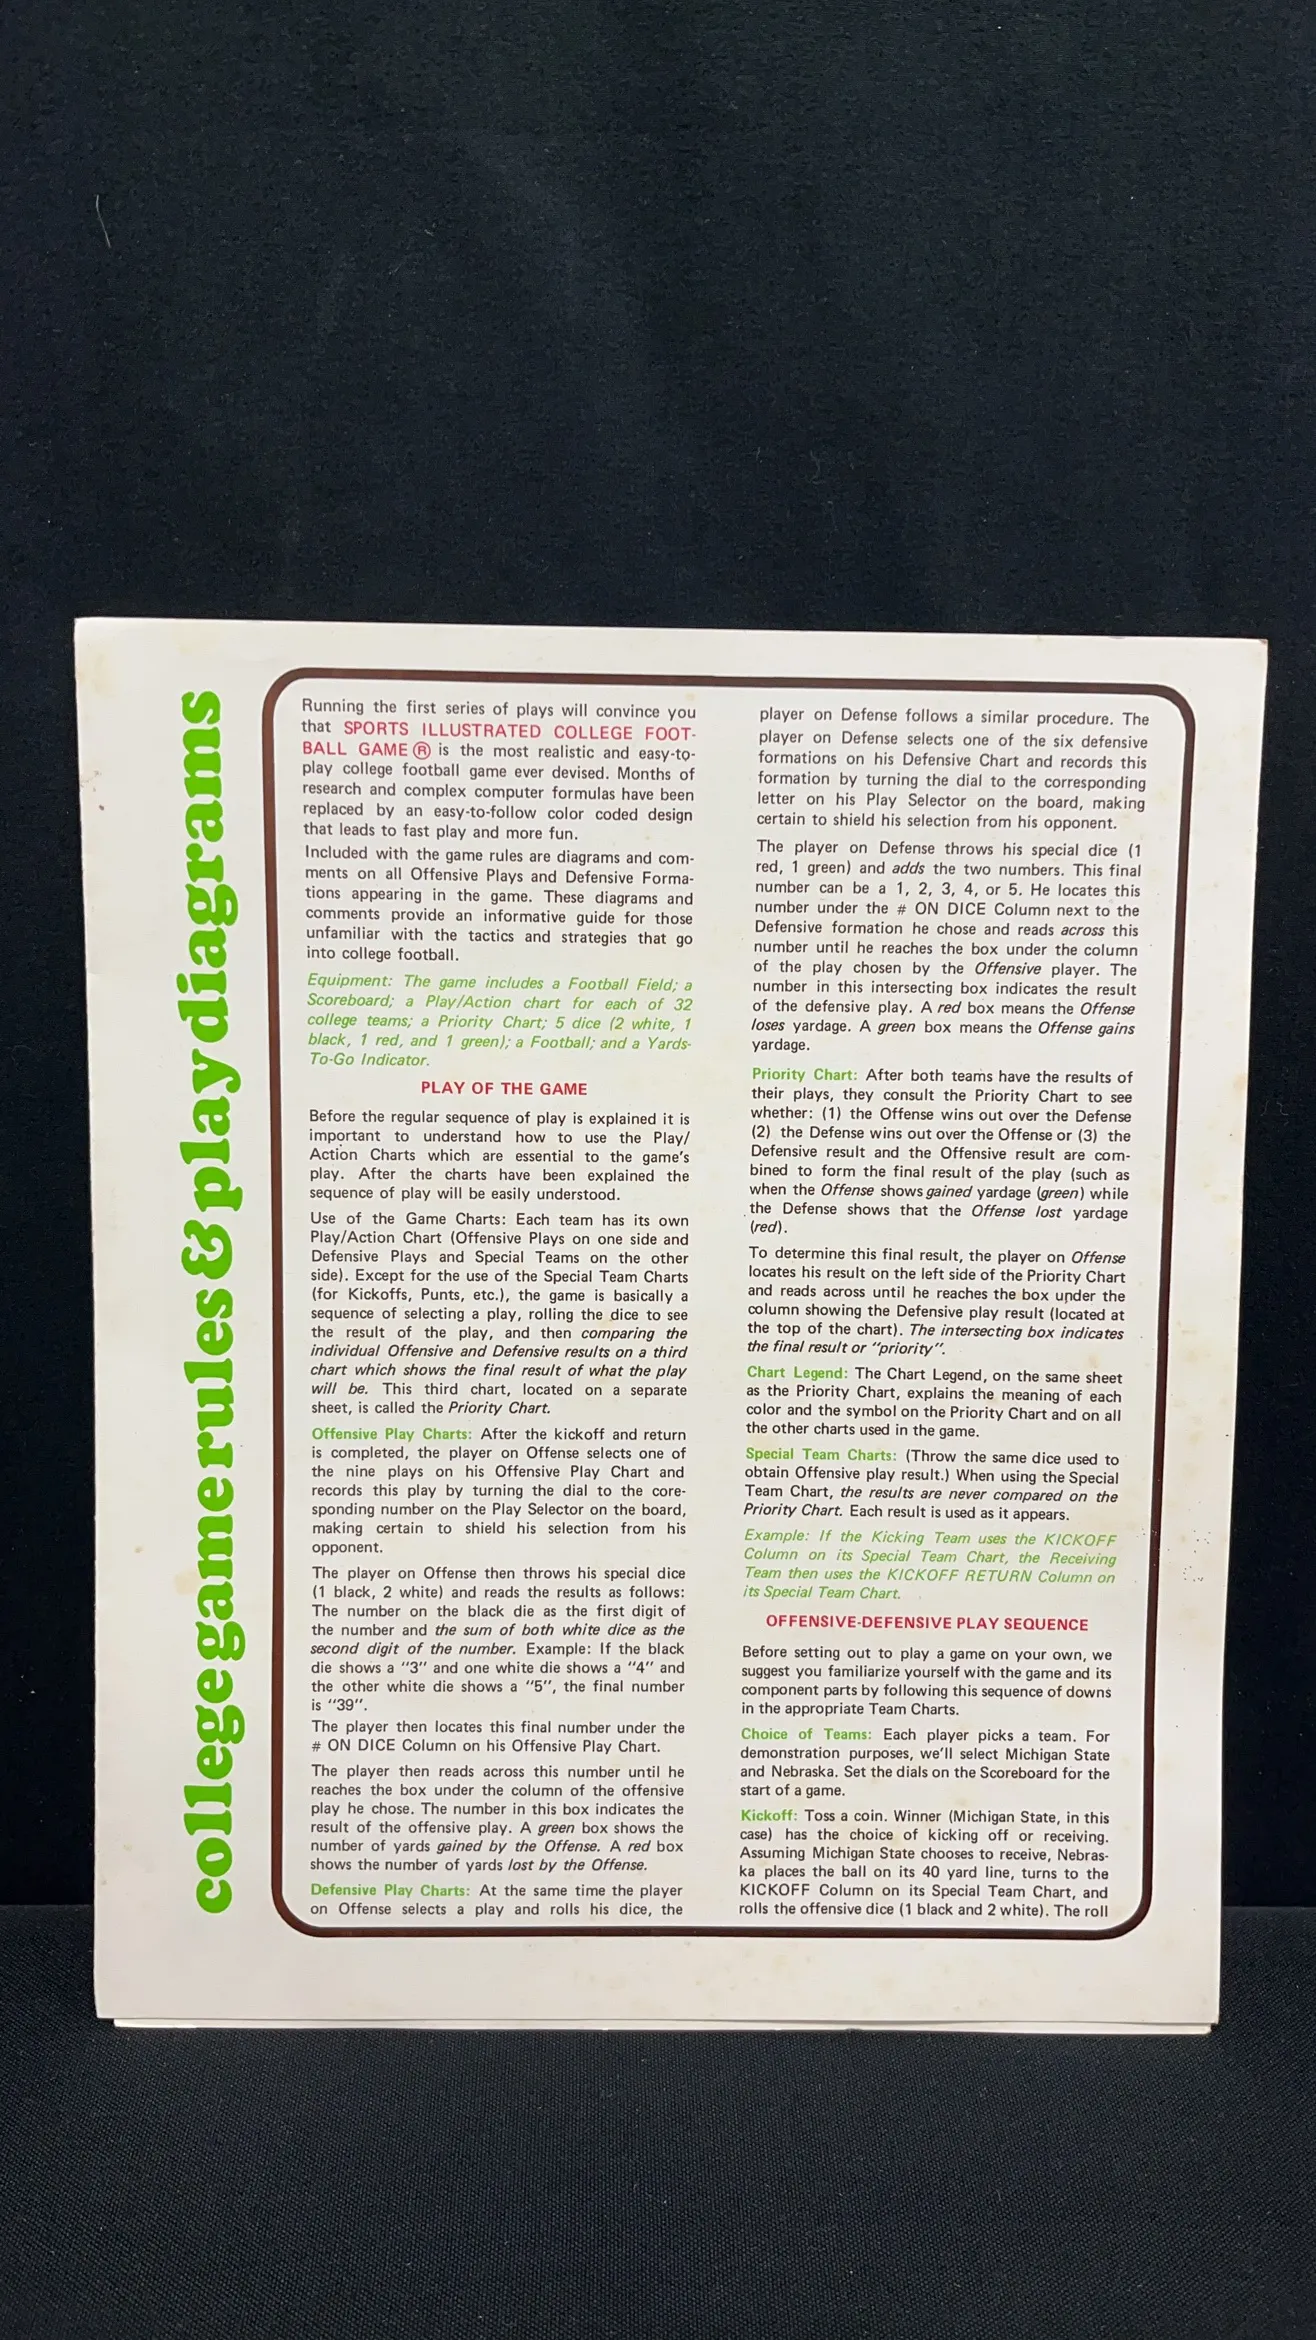 collegegamerules&playdiagrams
Running the first series of plays will convince you
that SPORTS ILLUSTRATED COLLEGE FOOT-
BALL GAME® is the most realistic and easy-to-
play college football game ever devised. Months of
research and complex computer formulas have been
replaced by an easy-to-follow color coded design
that leads to fast play and more fun.
Included with the game rules are diagrams and com-
ments on all Offensive Plays and Defensive Forma-
tions appearing in the game. These diagrams and
comments provide an informative guide for those
unfamiliar with the tactics and strategies that go
into college football.
Equipment: The game includes a Football Field; a
Scoreboard; a Play/Action chart for each of 32
college teams; a Priority Chart; 5 dice (2 white, 1
black, 1 red, and 1 green); a Football; and a Yards-
To-Go Indicator.
PLAY OF THE GAME
Before the regular sequence of play is explained it is
important to understand how to use the Play/
Action Charts which are essential to the game's
play. After the charts have been explained the
sequence of play will be easily understood.
Use of the Game Charts: Each team has its own
Play/Action Chart (Offensive Plays on one side and
Defensive Plays and Special Teams on the other
side). Except for the use of the Special Team Charts
(for Kickoffs, Punts, etc.), the game is basically a
sequence of selecting a play, rolling the dice to see
the result of the play, and then comparing the
individual Offensive and Defensive results on a third
chart which shows the final result of what the play
will be. This third chart, located on a separate
sheet, is called the Priority Chart.
Offensive Play Charts: After the kickoff and return
is completed, the player on Offense selects one of
the nine plays on his Offensive Play Chart and
records this play by turning the dial to the core-
sponding number on the Play Selector on the board,
making certain to shield his selection from his
opponent.
The player on Offense then throws his special dice
(1 black, 2 white) and reads the results as follows:
The number on the black die as the first digit of
the number and the sum of both white dice as the
second digit of the number. Example: If the black
die shows a "3" and one white die shows a "4" and
the other white die shows a "5", the final number
is "39".
The player then locates this final number under the
# ON DICE Column on his Offensive Play Chart.
The player then reads across this number until he
reaches the box under the column of the offensive
play he chose. The number in this box indicates the
result of the offensive play. A green box shows the
number of yards gained by the Offense. A red box
shows the number of yards lost by the Offense.
Defensive Play Charts: At the same time the player
on Offense selects a play and rolls his dice, the
player on Defense follows a similar procedure. The
player on Defense selects one of the six defensive
formations on his Defensive Chart and records this
formation by turning the dial to the corresponding
letter on his Play Selector on the board, making
certain to shield his selection from his opponent.
The player on Defense throws his special dice (1
red, 1 green) and adds the two numbers. This final
number can be a 1, 2, 3, 4, or 5. He locates this
number under the # ON DICE Column next to the
Defensive formation he chose and reads across this
number until he reaches the box under the column
of the play chosen by the Offensive player. The
number in this intersecting box indicates the result
of the defensive play. A red box means the Offense
loses yardage. A green box means the Offense gains
yardage.
Priority Chart: After both teams have the results of
their plays, they consult the Priority Chart to see
whether: (1) the Offense wins out over the Defense
(2) the Defense wins out over the Offense or (3) the
Defensive result and the Offensive result are com-
bined to form the final result of the play (such as
when the Offense shows gained yardage (green) while
the Defense shows that the Offense lost yardage
(red).
To determine this final result, the player on Offense
locates his result on the left side of the Priority Chart
and reads across until he reaches the box under the
column showing the Defensive play result (located at
the top of the chart). The intersecting box indicates
the final result or "priority".
Chart Legend: The Chart Legend, on the same sheet
as the Priority Chart, explains the meaning of each
color and the symbol on the Priority Chart and on all
the other charts used in the game.
Special Team Charts: (Throw the same dice used to
obtain Offensive play result.) When using the Special
Team Chart, the results are never compared on the
Priority Chart. Each result is used as it appears.
Example: If the Kicking Team uses the KICKOFF
Column on its Special Team Chart, the Receiving
Team then uses the KICKOFF RETURN Column on
its Special Team Chart.
OFFENSIVE-DEFENSIVE PLAY SEQUENCE
Before setting out to play a game on your own, we
suggest you familiarize yourself with the game and its
component parts by following this sequence of downs
in the appropriate Team Charts.
Choice of Teams: Each player picks a team. For
demonstration purposes, we'll select Michigan State
and Nebraska. Set the dials on the Scoreboard for the
start of a game.
Kickoff: Toss a coin. Winner (Michigan State, in this
case) has the choice of kicking off or receiving.
Assuming Michigan State chooses to receive, Nebras-
ka places the ball on its 40 yard line, turns to the
KICKOFF Column on its Special Team Chart, and
rolls the offensive dice (1 black and 2 white). The roll